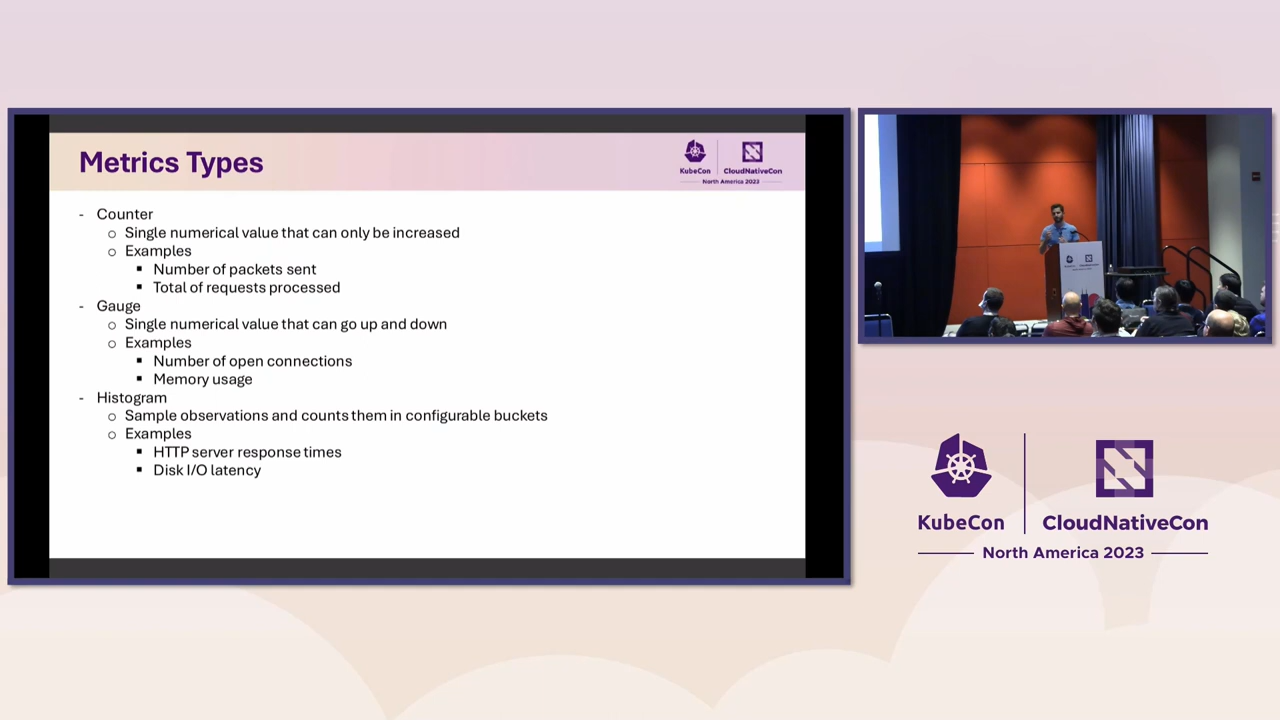 Metrics Types
KubeCon
CloudNativeCon
North America 2023
- Counter
o Single numerical value that can only be increased
o Examples
▪ Number of packets sent
▪ Total of requests processed
- Gauge
o Single numerical value that can go up and down
o Examples
▪ Number of open connections
▪ Memory usage
- Histogram
o Sample observations and counts them in configurable buckets
o Examples
▪ HTTP server response times
▪ Disk I/O latency
KubeCon
CloudNativeCon
North America 2023